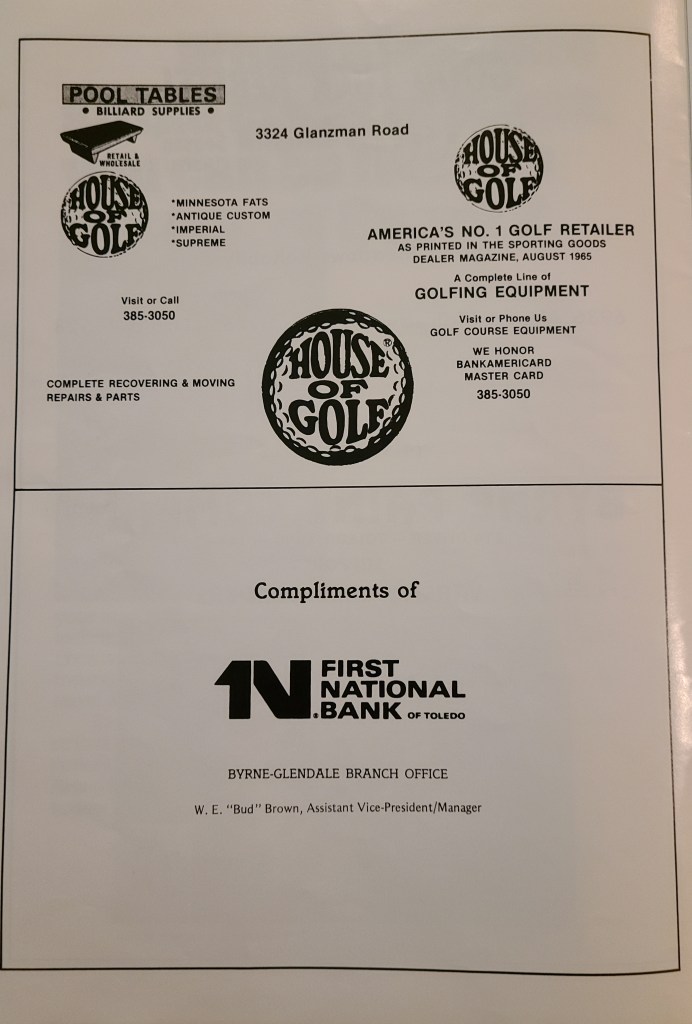 POOL TABLES
• BILLIARD SUPPLIES •
RETAIL &
WHOLESALE
HOUSE
OF
GOLF
*MINNESOTA FATS
*ANTIQUE CUSTOM
*IMPERIAL
*SUPREME
Visit or Call
385-3050
COMPLETE RECOVERING & MOVING
REPAIRS & PARTS
3324 Glanzman Road
HOUSE
OF
GOLF
AMERICA'S NO. 1 GOLF RETAILER
AS PRINTED IN THE SPORTING GOODS
DEALER MAGAZINE, AUGUST 1965
A Complete Line of
GOLFING EQUIPMENT
Visit or Phone Us
GOLF COURSE EQUIPMENT
WE HONOR
BANKAMERICARD
MASTER CARD
385-3050
HOUSE®
OF
GOLF
Compliments of
1N FIRST
NATIONAL
BANK OF TOLEDO
BYRNE-GLENDALE BRANCH OFFICE
W. E. "Bud" Brown, Assistant Vice-President/Manager